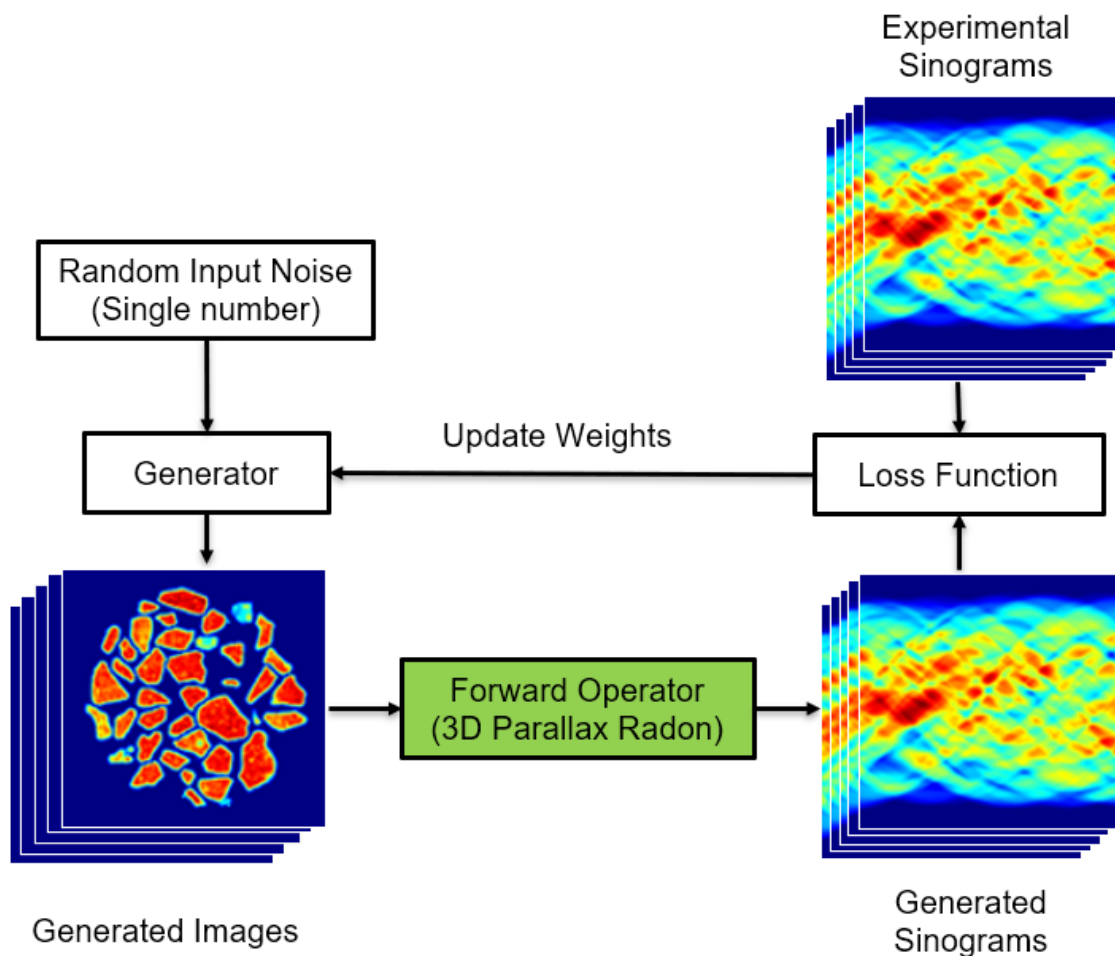 Experimental
Sinograms
Random Input Noise
(Single number)
Update Weights
Generator
Loss Function
Forward Operator
(3D Parallax Radon)
Generated Images
Generated
Sinograms